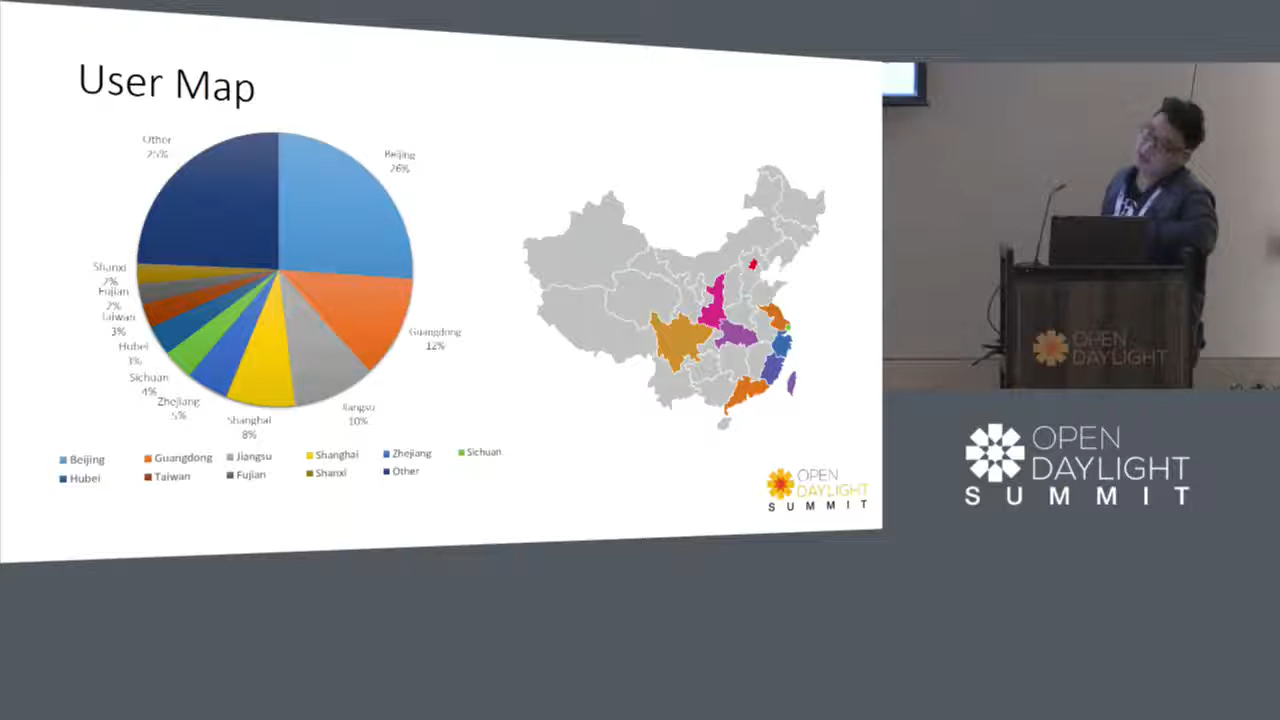 User Map
Other
25%
Beijing
26%
Shanxi
2%
Fujian
2%
Taiwan
3%
Hubei
3%
Sichuan
4%
Zhejiang
5%
Shanghai
8%
Jiangsu
10%
Guangdong
12%
Beijing
Guangdong
Jiangsu
Shanghai
Zhejiang
Sichuan
Hubei
Taiwan
Fujian
Shanxi
Other
OPEN
DAYLIGHT
SUMMIT
OPEN
DAYLIGHT
OPEN
DAYLIGHT
SUMMIT